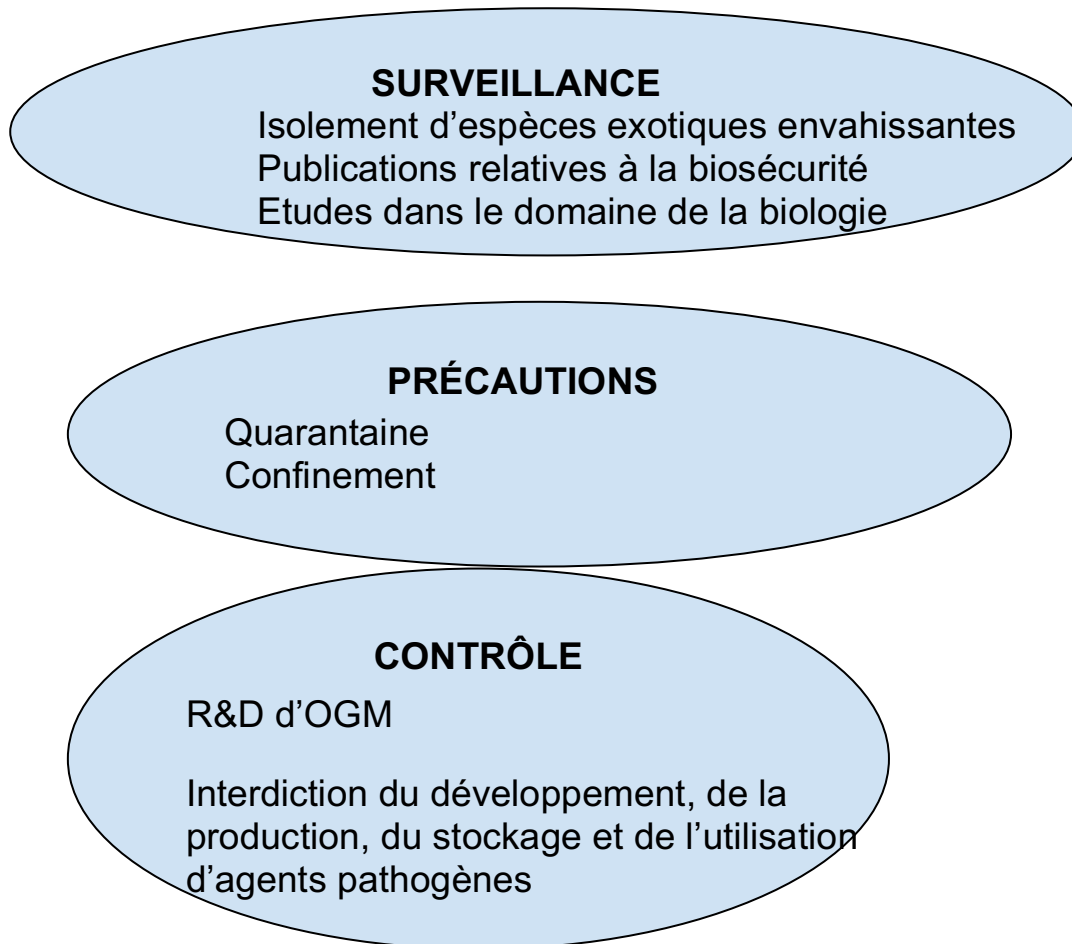 SURVEILLANCE
Isolement d’espèces exotiques envahissantes
Publications relatives à la biosécurité
Etudes dans le domaine de la biologie
PRÉCAUTIONS
Quarantaine
Confinement
CONTRÔLE
R&D d’OGM
Interdiction du développement, de la
production, du stockage et de l’utilisation
d’agents pathogènes